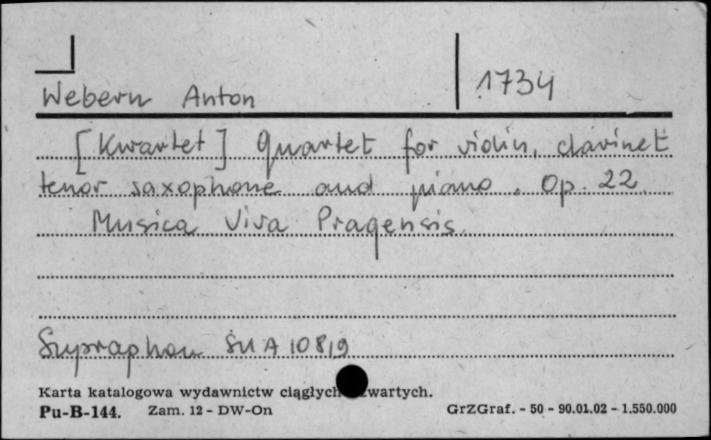 Webern Anton 1734
[Kwartet] Quartet for violin, clarinet
tenor saxophone and piano. Op. 22.
Musica Viva Pragensis.
Supraphon SUA 10819
Karta katalogowa wydawnictw ciągłych zwartych.
Pu-B-144. Zam. 12 - DW-On GrZGraf. - 50 - 90.01.02 - 1.550.000